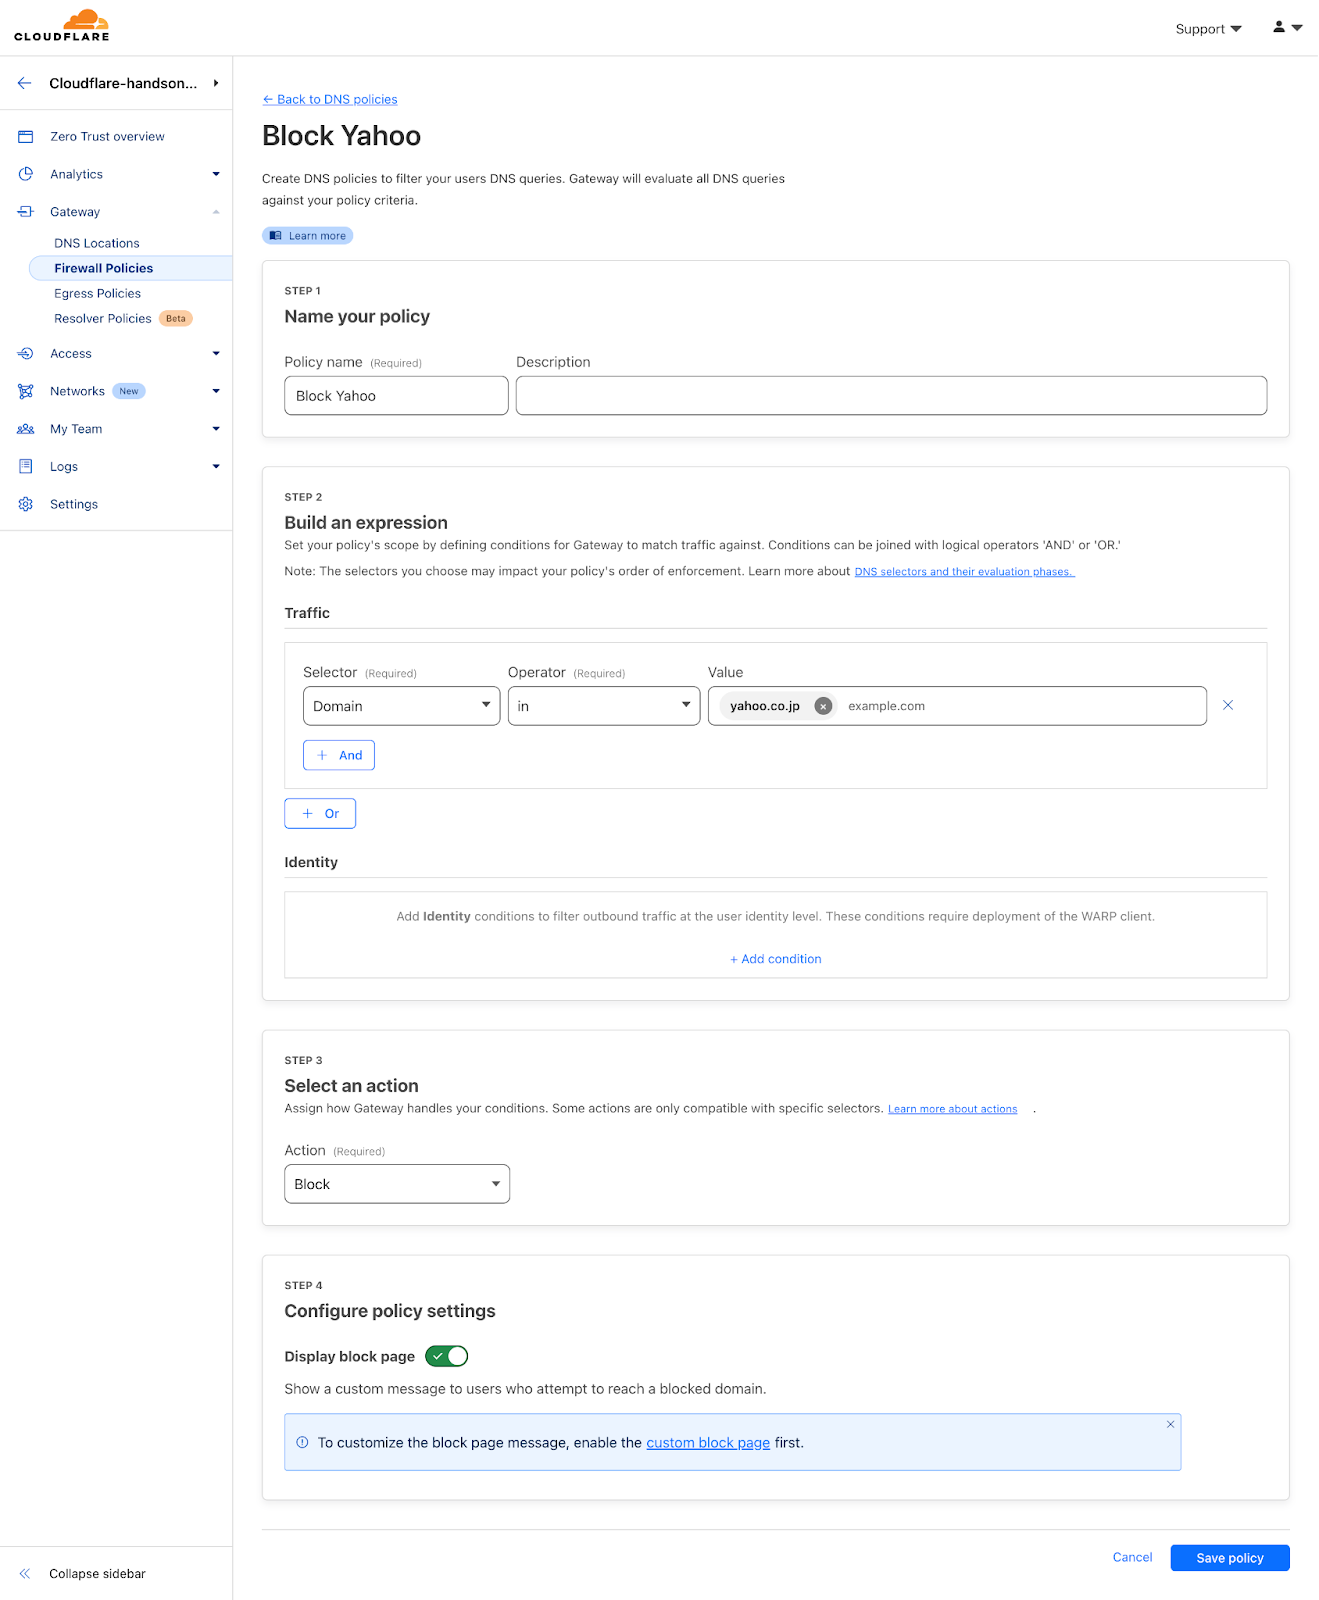 CLOUDFLARE
Support
Cloudflare-handson...
Zero Trust overview
Analytics
Gateway
DNS Locations
Firewall Policies
Egress Policies
Resolver Policies Beta
Access
Networks New
My Team
Logs
Settings
Collapse sidebar
← Back to DNS policies
Block Yahoo
Create DNS policies to filter your users DNS queries. Gateway will evaluate all DNS queries
against your policy criteria.
Learn more
STEP 1
Name your policy
Policy name (Required) Description
Block Yahoo
STEP 2
Build an expression
Set your policy's scope by defining conditions for Gateway to match traffic against. Conditions can be joined with logical operators 'AND' or 'OR.'
Note: The selectors you choose may impact your policy's order of enforcement. Learn more about DNS selectors and their evaluation phases.
Traffic
Selector (Required) Operator (Required) Value
Domain in yahoo.co.jp example.com
+ And
+ Or
Identity
Add Identity conditions to filter outbound traffic at the user identity level. These conditions require deployment of the WARP client.
+ Add condition
STEP 3
Select an action
Assign how Gateway handles your conditions. Some actions are only compatible with specific selectors. Learn more about actions .
Action (Required)
Block
STEP 4
Configure policy settings
Display block page
Show a custom message to users who attempt to reach a blocked domain.
To customize the block page message, enable the custom block page first.
Cancel Save policy